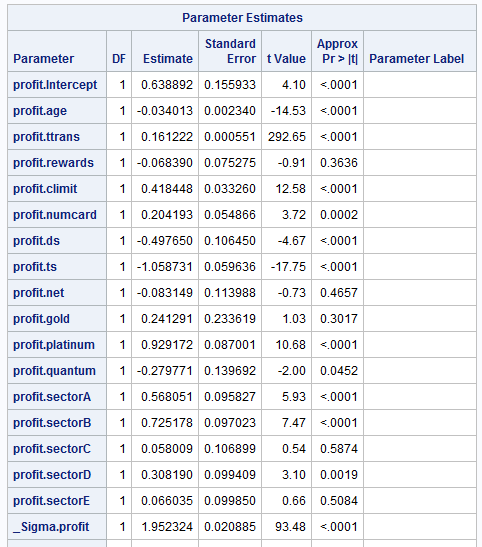 Parameter Estimates
Parameter DF Estimate Standard Error t Value Approx Pr > |t| Parameter Label
profit.Intercept 1 0.638892 0.155933 4.10 <.0001
profit.age 1 -0.034013 0.002340 -14.53 <.0001
profit.ttrans 1 0.161222 0.000551 292.65 <.0001
profit.rewards 1 -0.068390 0.075275 -0.91 0.3636
profit.climit 1 0.418448 0.033260 12.58 <.0001
profit.numcard 1 0.204193 0.054866 3.72 0.0002
profit.ds 1 -0.497650 0.106450 -4.67 <.0001
profit.ts 1 -1.058731 0.059636 -17.75 <.0001
profit.net 1 -0.083149 0.113988 -0.73 0.4657
profit.gold 1 0.241291 0.233619 1.03 0.3017
profit.platinum 1 0.929172 0.087001 10.68 <.0001
profit.quantum 1 -0.279771 0.139692 -2.00 0.0452
profit.sectorA 1 0.568051 0.095827 5.93 <.0001
profit.sectorB 1 0.725178 0.097023 7.47 <.0001
profit.sectorC 1 0.058009 0.106899 0.54 0.5874
profit.sectorD 1 0.308190 0.099409 3.10 0.0019
profit.sectorE 1 0.066035 0.099850 0.66 0.5084
_Sigma.profit 1 1.952324 0.020885 93.48 <.0001